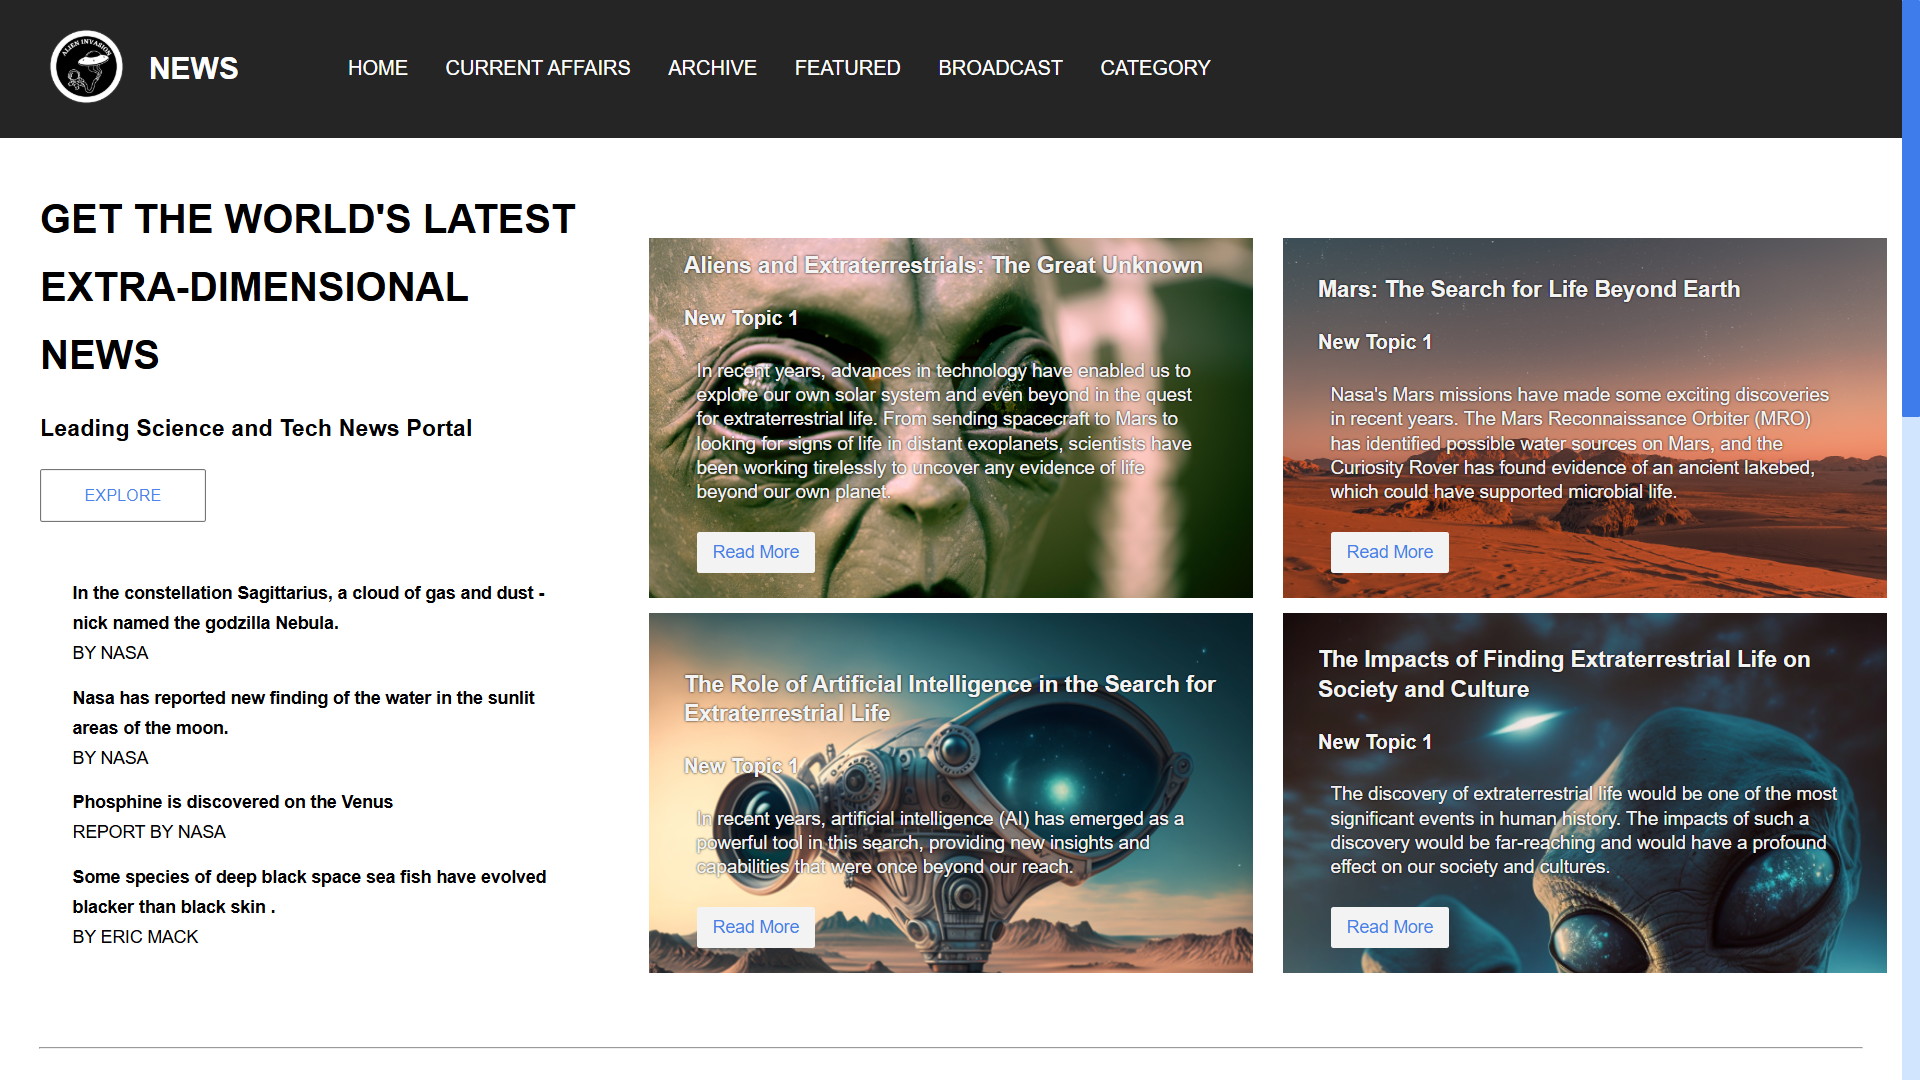 ALIEN INVASION
NEWS
HOME
CURRENT AFFAIRS
ARCHIVE
FEATURED
BROADCAST
CATEGORY
GET THE WORLD'S LATEST
EXTRA-DIMENSIONAL
NEWS
Leading Science and Tech News Portal
EXPLORE
In the constellation Sagittarius, a cloud of gas and dust -
nick named the godzilla Nebula.
BY NASA
Nasa has reported new finding of the water in the sunlit
areas of the moon.
BY NASA
Phosphine is discovered on the Venus
REPORT BY NASA
Some species of deep black space sea fish have evolved
blacker than black skin .
BY ERIC MACK
Aliens and Extraterrestrials: The Great Unknown
New Topic 1
In recent years, advances in technology have enabled us to
explore our own solar system and even beyond in the quest
for extraterrestrial life. From sending spacecraft to Mars to
looking for signs of life in distant exoplanets, scientists have
been working tirelessly to uncover any evidence of life
beyond our own planet.
Read More
Mars: The Search for Life Beyond Earth
New Topic 1
Nasa's Mars missions have made some exciting discoveries
in recent years. The Mars Reconnaissance Orbiter (MRO)
has identified possible water sources on Mars, and the
Curiosity Rover has found evidence of an ancient lakebed,
which could have supported microbial life.
Read More
The Role of Artificial Intelligence in the Search for
Extraterrestrial Life
New Topic 1
In recent years, artificial intelligence (AI) has emerged as a
powerful tool in this search, providing new insights and
capabilities that were once beyond our reach.
Read More
The Impacts of Finding Extraterrestrial Life on
Society and Culture
New Topic 1
The discovery of extraterrestrial life would be one of the most
significant events in human history. The impacts of such a
discovery would be far-reaching and would have a profound
effect on our society and cultures.
Read More